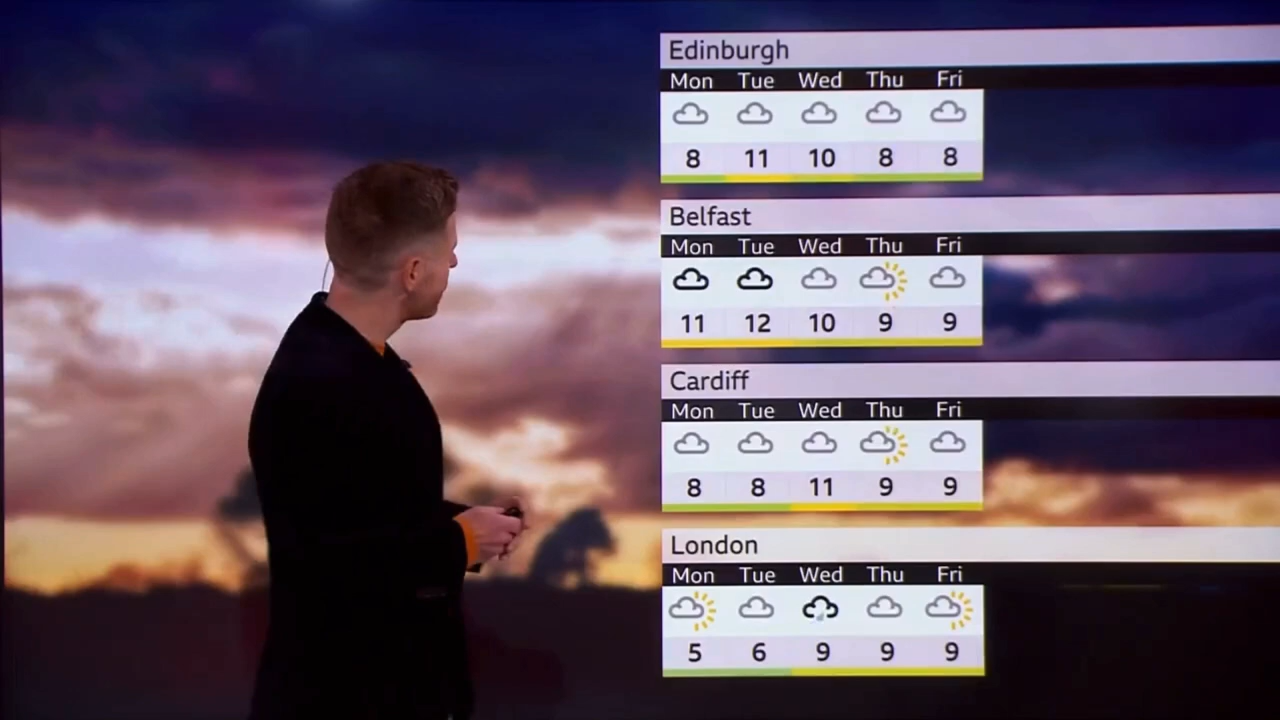 Edinburgh
Mon Tue Wed Thu Fri
8 11 10 8 8
Belfast
Mon Tue Wed Thu Fri
11 12 10 9 9
Cardiff
Mon Tue Wed Thu Fri
8 8 11 9 9
London
Mon Tue Wed Thu Fri
5 6 9 9 9